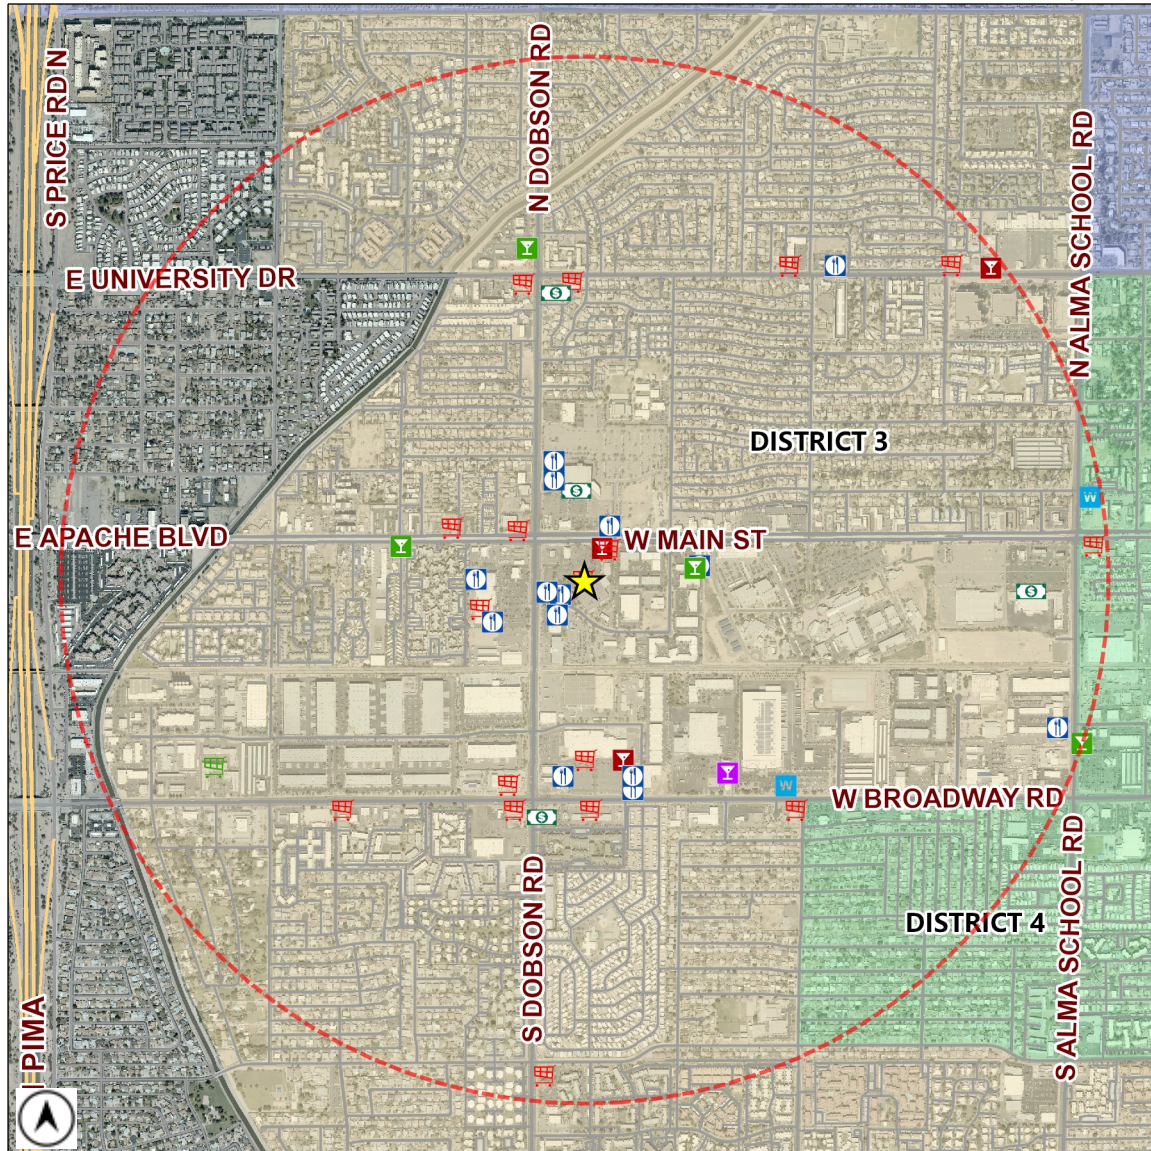 S PRICE RD N
N DOBSON RD
N ALMA SCHOOL RD
E UNIVERSITY DR
DISTRICT 3
W
E APACHE BLVD
W MAIN ST
W
W BROADWAY RD
S DOBSON RD
S ALMA SCHOOL RD
DISTRICT 4
PIMA
$
$
$
$